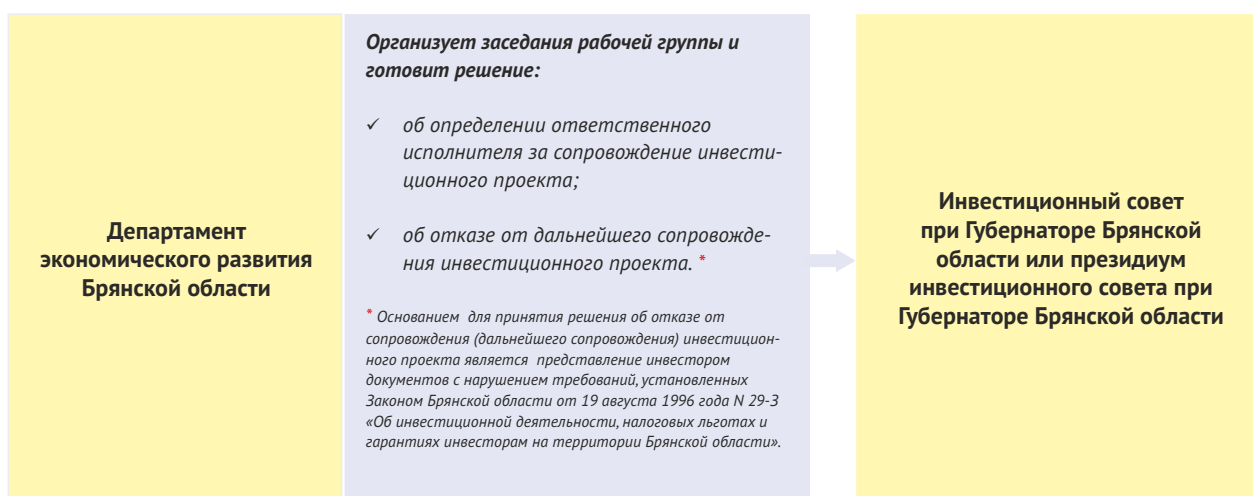 Департамент
экономического развития
Брянской области
Организует заседания рабочей группы и
готовит решение:
✓ об определении ответственного
исполнителя за сопровождение инвести-
ционного проекта;
✓ об отказе от дальнейшего сопровожде-
ния инвестиционного проекта. *
* Основанием для принятия решения об отказе от
сопровождения (дальнейшего сопровождения) инвестицион-
ного проекта является представление инвестором
документов с нарушением требований, установленных
Законом Брянской области от 19 августа 1996 года N 29-З
«Об инвестиционной деятельности, налоговых льготах и
гарантиях инвесторам на территории Брянской области».
Инвестиционный совет
при Губернаторе Брянской
области или президиум
инвестиционного совета при
Губернаторе Брянской области